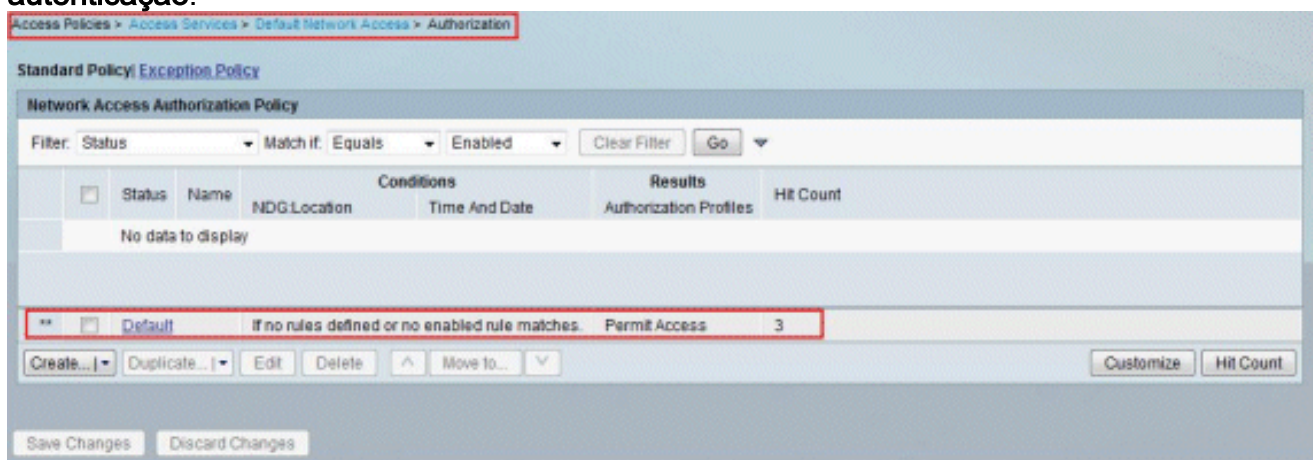 autenticação.
Access Policies > Access Services > Default Network Access > Authorization
Standard Policy| Exception Policy
Network Access Authorization Policy
Filter: Status Match if: Equals Enabled Clear Filter Go
Conditions Results
Status Name NDG:Location Time And Date Authorization Profiles Hit Count
No data to display
** Default If no rules defined or no enabled rule matches. Permit Access 3
Create... | Duplicate... | Edit Delete ^ Move to... Customize Hit Count
Save Changes Discard Changes